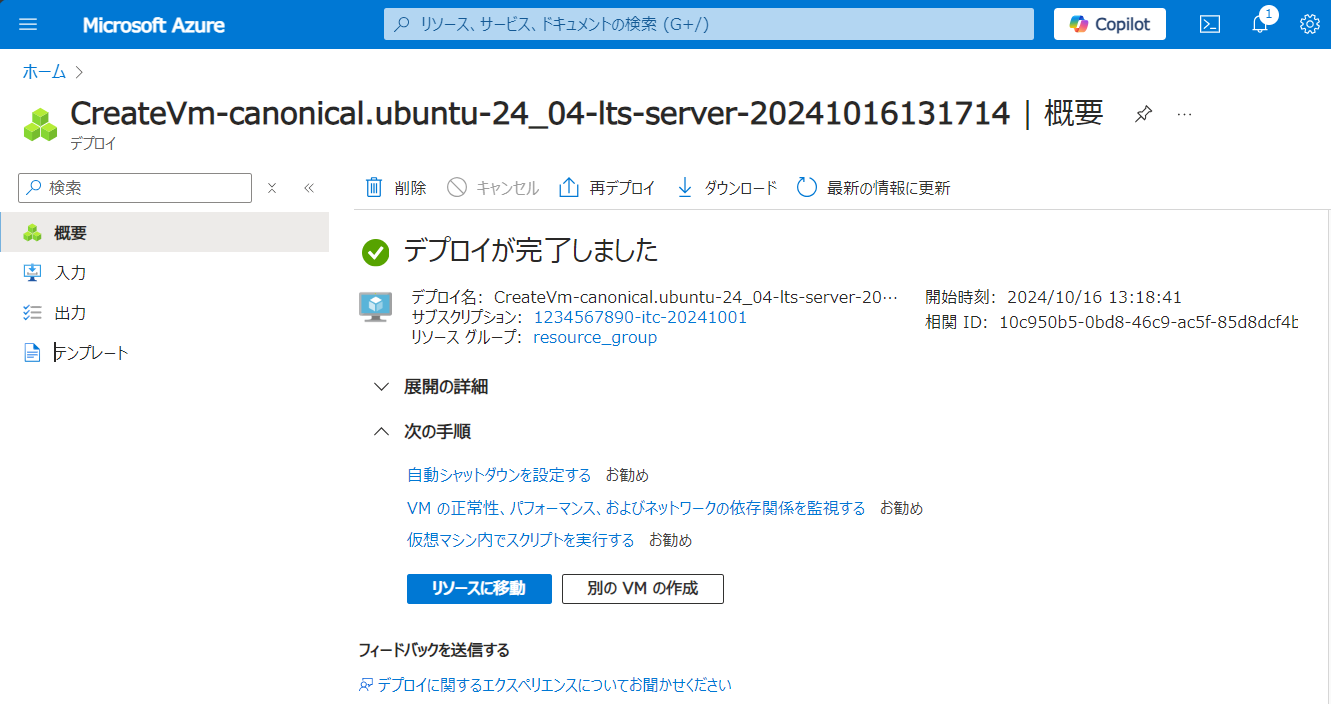 Microsoft Azure
リソース、サービス、ドキュメントの検索 (G+/)
Copilot
1
ホーム
CreateVm-canonical.ubuntu-24_04-lts-server-20241016131714 | 概要
デプロイ
検索
削除
キャンセル
再デプロイ
ダウンロード
最新の情報に更新
概要
入力
出力
テンプレート
デプロイが完了しました
デプロイ名: CreateVm-canonical.ubuntu-24_04-lts-server-20…
サブスクリプション: 1234567890-itc-20241001
リソース グループ: resource_group
開始時刻: 2024/10/16 13:18:41
相関 ID: 10c950b5-0bd8-46c9-ac5f-85d8dcf4b
展開の詳細
次の手順
自動シャットダウンを設定する お勧め
VM の正常性、パフォーマンス、およびネットワークの依存関係を監視する お勧め
仮想マシン内でスクリプトを実行する お勧め
リソースに移動
別の VM の作成
フィードバックを送信する
デプロイに関するエクスペリエンスについてお聞かせください